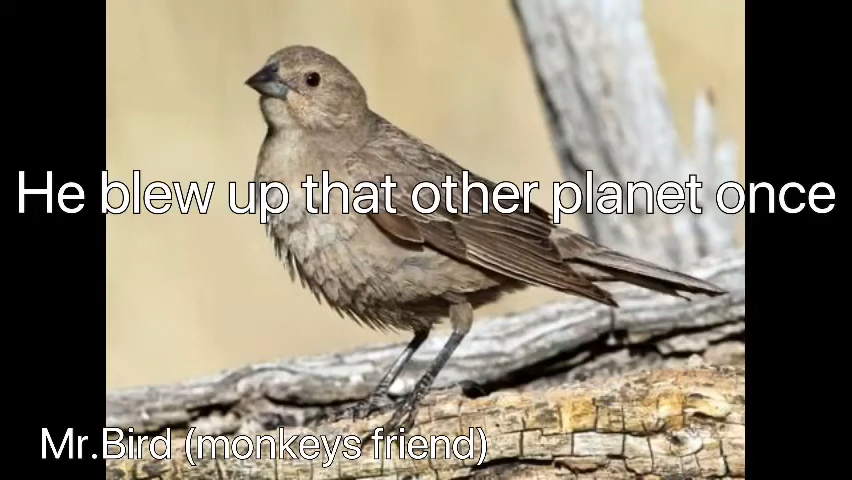 He blew up that other planet once
Mr.Bird (monkeys friend)